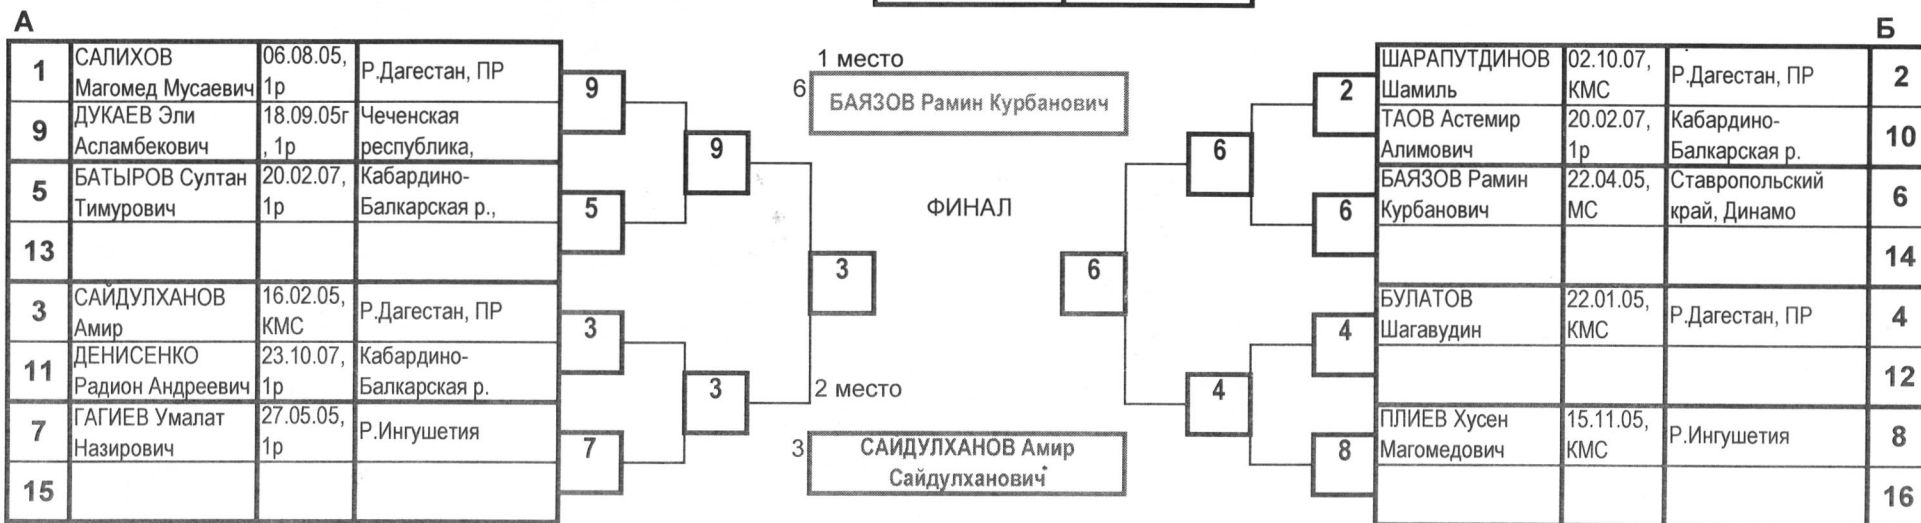 А
1
САЛИХОВ
Магомед Мусаевич
06.08.05,
1р
Р.Дагестан, ПР
9
ДУКАЕВ Эли
Асламбекович
18.09.05г
, 1р
Чеченская
республика,
5
БАТЫРОВ Султан
Тимурович
20.02.07,
1р
Кабардино-
Балкарская р.,
13
3
САЙДУЛХАНОВ
Амир
16.02.05,
КМС
Р.Дагестан, ПР
11
ДЕНИСЕНКО
Радион Андреевич
23.10.07,
1р
Кабардино-
Балкарская р.
7
ГАГИЕВ Умалат
Назирович
27.05.05,
1р
Р.Ингушетия
15
9
5
3
7
9
3
3
1 место
6
БАЯЗОВ Рамин Курбанович
ФИНАЛ
2 место
3
САИДУЛХАНОВ Амир
Сайдулханович
6
6
4
2
6
4
8
Б
ШАРАПУТДИНОВ
Шамиль
02.10.07,
КМС
Р.Дагестан, ПР
2
ТАОВ Астемир
Алимович
20.02.07,
1р
Кабардино-
Балкарская р.
10
БАЯЗОВ Рамин
Курбанович
22.04.05,
МС
Ставропольский
край, Динамо
6
14
БУЛАТОВ
Шагавудин
22.01.05,
КМС
Р.Дагестан, ПР
4
12
ПЛИЕВ Хусен
Магомедович
15.11.05,
КМС
Р.Ингушетия
8
16